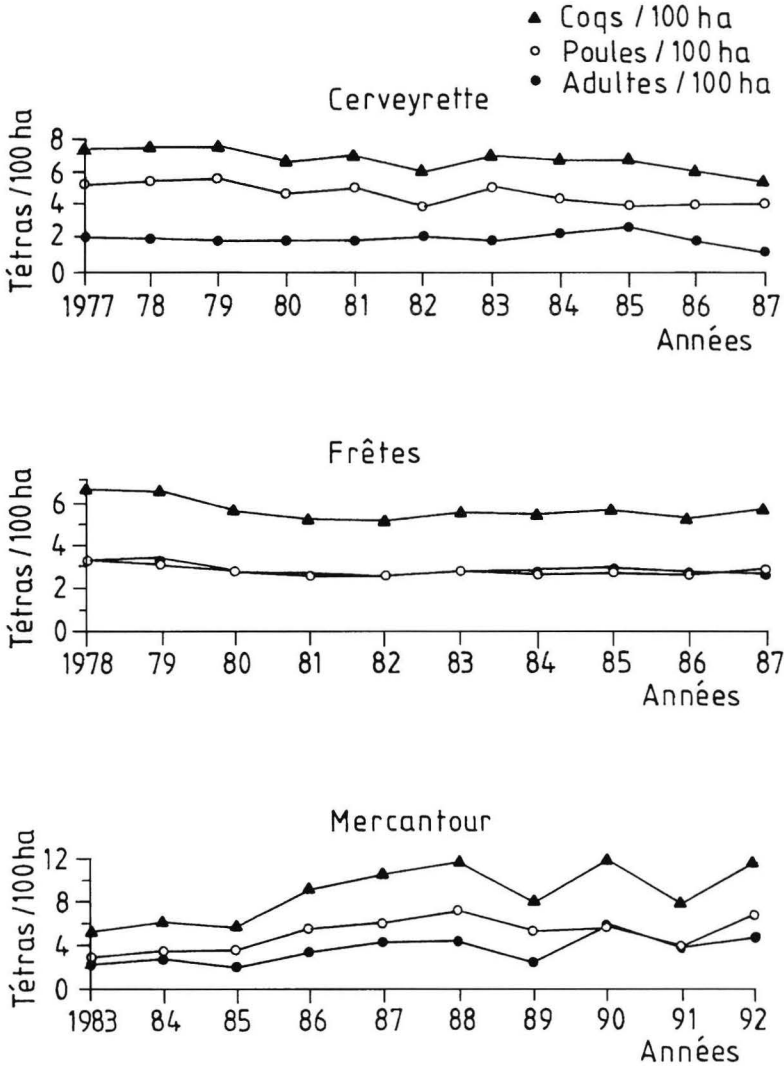 ▲ Coqs / 100 ha
○ Poules / 100 ha
● Adultes / 100 ha
Cerveyrette
Tétras / 100 ha
8
6
4
2
0
1977 78 79 80 81 82 83 84 85 86 87
Années
Frêtes
Tétras / 100 ha
6
4
2
0
1978 79 80 81 82 83 84 85 86 87
Années
Mercantour
Tétras / 100 ha
12
8
4
0
1983 84 85 86 87 88 89 90 91 92
Années